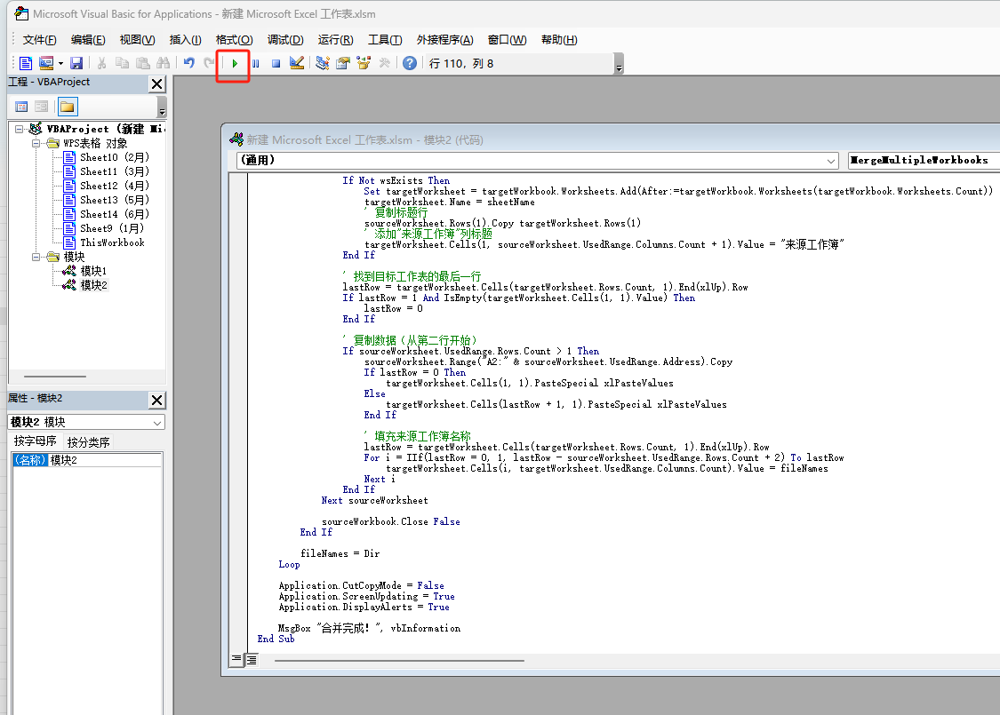 Microsoft Visual Basic for Applications - 新建 Microsoft Excel 工作表.xlsm
文件(F) 编辑(E) 视图(V) 插入(I) 格式(O) 调试(D) 运行(R) 工具(T) 外接程序(A) 窗口(W) 帮助(H)
行 110，列 8
工程 - VBAProject
VBAProject (新建 Mi
WPS表格 对象
Sheet10 (2月)
Sheet11 (3月)
Sheet12 (4月)
Sheet13 (5月)
Sheet14 (6月)
Sheet9 (1月)
ThisWorkbook
模块
模块1
模块2
属性 - 模块2
模块2 模块
按字母序 按分类序
(名称) 模块2
新建 Microsoft Excel 工作表.xlsm - 模块2 (代码)
(通用) MergeMultipleWorkbooks
If Not wsExists Then
Set targetWorksheet = targetWorkbook.Worksheets.Add(After:=targetWorkbook.Worksheets(targetWorkbook.Worksheets.Count))
targetWorksheet.Name = sheetName
' 复制标题行
sourceWorksheet.Rows(1).Copy targetWorksheet.Rows(1)
' 添加"来源工作簿"列标题
targetWorksheet.Cells(1, sourceWorksheet.UsedRange.Columns.Count + 1).Value = "来源工作簿"
End If
' 找到目标工作表的最后一行
lastRow = targetWorksheet.Cells(targetWorksheet.Rows.Count, 1).End(xlUp).Row
If lastRow = 1 And IsEmpty(targetWorksheet.Cells(1, 1).Value) Then
lastRow = 0
End If
' 复制数据（从第二行开始）
If sourceWorksheet.UsedRange.Rows.Count > 1 Then
sourceWorksheet.Range("A2:" & sourceWorksheet.UsedRange.Address).Copy
If lastRow = 0 Then
targetWorksheet.Cells(1, 1).PasteSpecial xlPasteValues
Else
targetWorksheet.Cells(lastRow + 1, 1).PasteSpecial xlPasteValues
End If
' 填充来源工作簿名称
lastRow = targetWorksheet.Cells(targetWorksheet.Rows.Count, 1).End(xlUp).Row
For i = IIf(lastRow = 0, 1, lastRow - sourceWorksheet.UsedRange.Rows.Count + 2) To lastRow
targetWorksheet.Cells(i, targetWorksheet.UsedRange.Columns.Count).Value = fileNames
Next i
End If
Next sourceWorksheet
sourceWorkbook.Close False
End If
fileNames = Dir
Loop
Application.CutCopyMode = False
Application.ScreenUpdating = True
Application.DisplayAlerts = True
MsgBox "合并完成！", vbInformation
End Sub